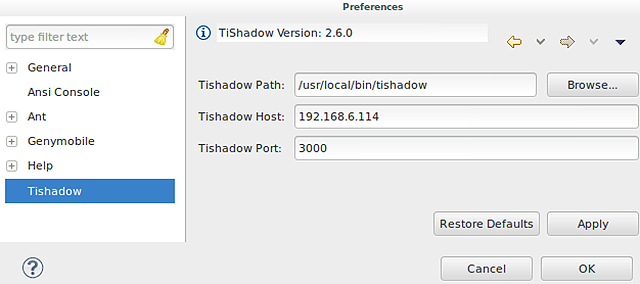 Preferences
type filter text
General
Ansi Console
Ant
Genymobile
Help
Tishadow
TiShadow Version: 2.6.0
Tishadow Path: /usr/local/bin/tishadow Browse...
Tishadow Host: 192.168.6.114
Tishadow Port: 3000
Restore Defaults Apply
? Cancel OK